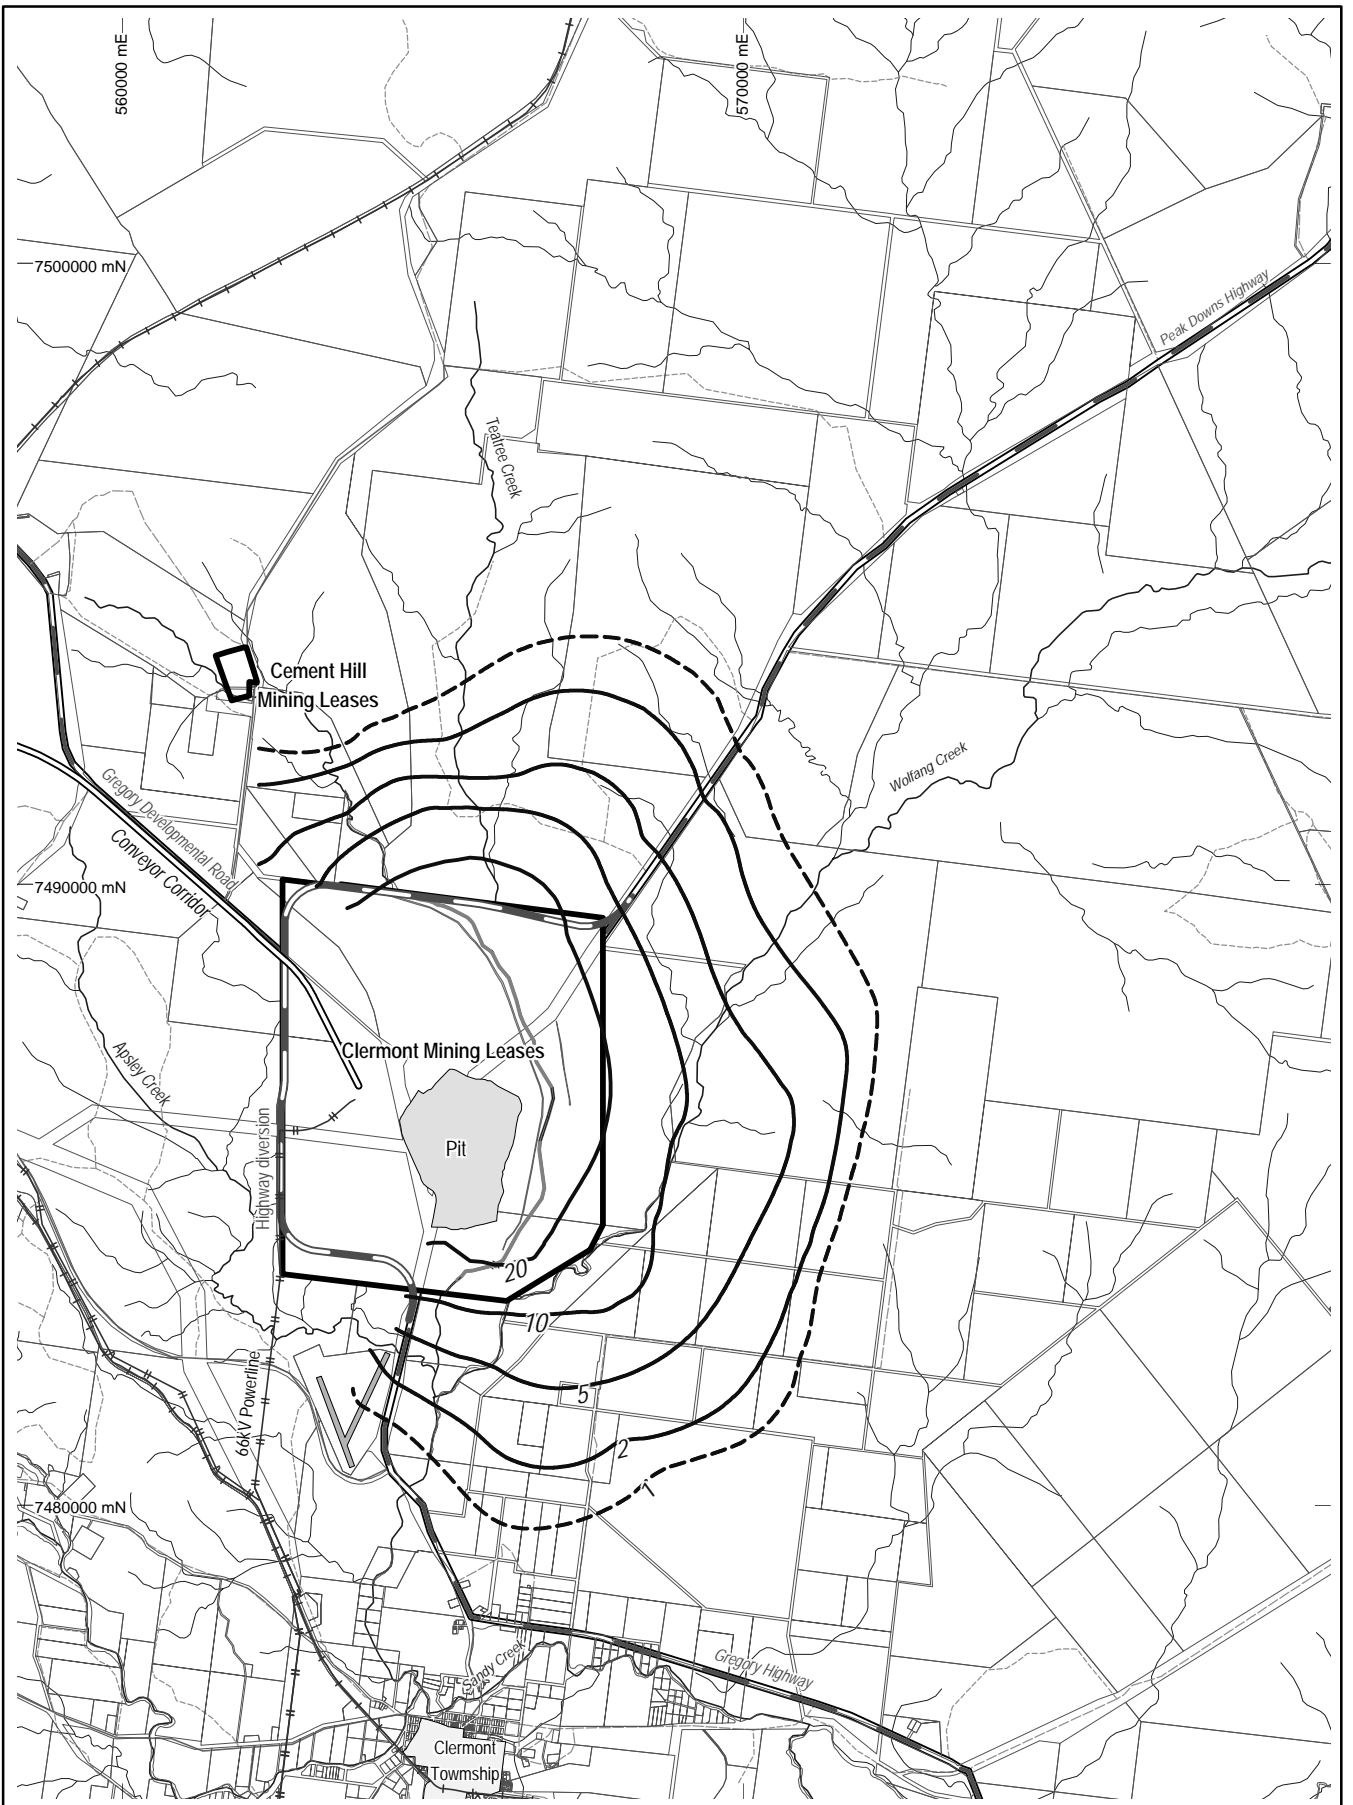 560000 mE
570000 mE
7500000 mN
Peak Downs Highway
Teatree Creek
Cement Hill
Mining Leases
Wolfang Creek
Gregory Developmental Road
Conveyor Corridor
7490000 mN
Clermont Mining Leases
Apsley Creek
Pit
Highway diversion
20
10
66kV Powerline
5
2
1
7480000 mN
Sandy Creek
Gregory Highway
Clermont
Towmship